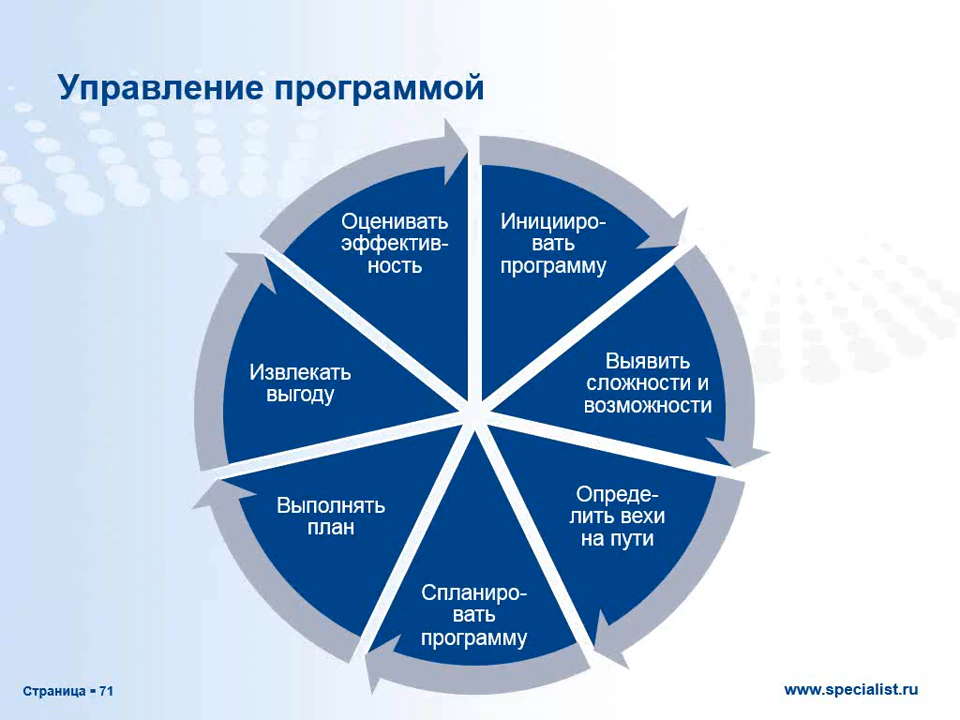 Управление программой
Иницииро-
вать
программу
Выявить
сложности и
возможности
Опреде-
лить вехи
на пути
Спланиро-
вать
программу
Выполнять
план
Извлекать
выгоду
Оценивать
эффектив-
ность
Страница ▪ 71
www.specialist.ru